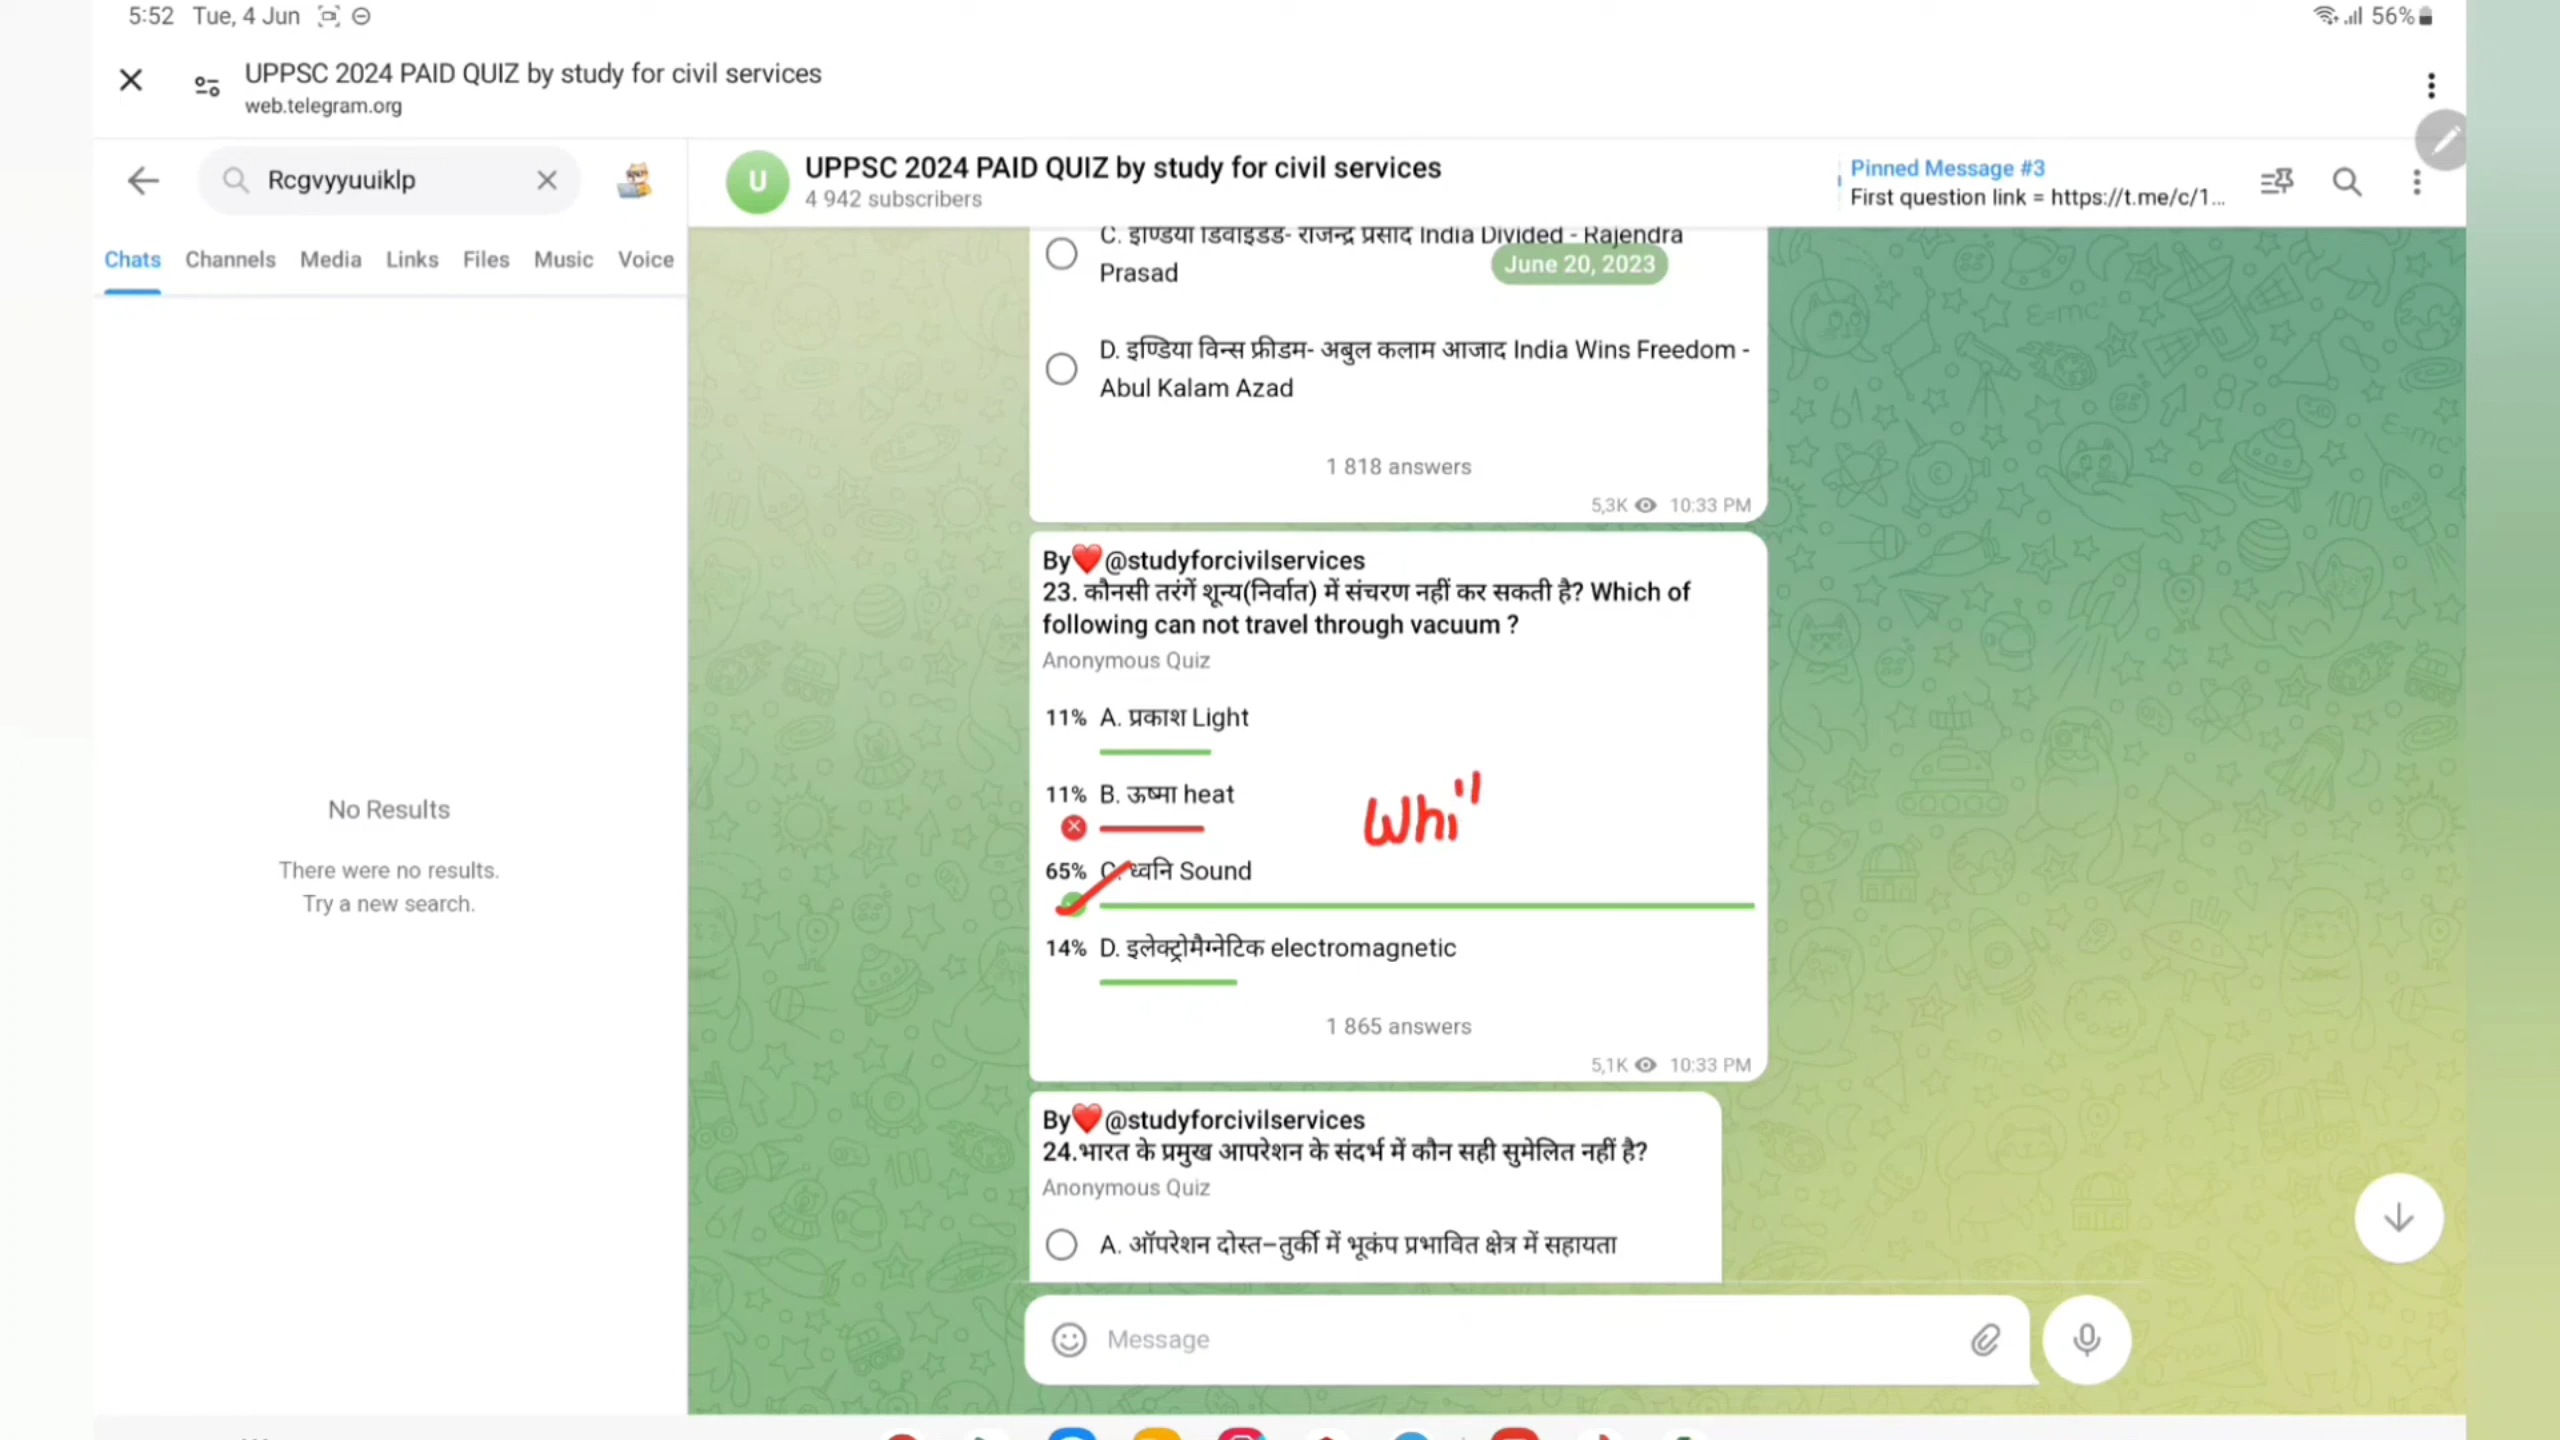 5:52 Tue, 4 Jun
56%
UPPSC 2024 PAID QUIZ by study for civil services
web.telegram.org
Rcgvyyuuiklp
Chats Channels Media Links Files Music Voice
No Results
There were no results.
Try a new search.
U
UPPSC 2024 PAID QUIZ by study for civil services
4 942 subscribers
Pinned Message #3
First question link = https://t.me/c/1...
C. इण्डिया डिवाइडेड- राजेन्द्र प्रसाद India Divided - Rajendra
Prasad
June 20, 2023
D. इण्डिया विन्स फ्रीडम- अबुल कलाम आजाद India Wins Freedom -
Abul Kalam Azad
1 818 answers
5,3K 10:33 PM
By❤️@studyforcivilservices
23. कौनसी तरंगें शून्य(निर्वात) में संचरण नहीं कर सकती है? Which of
following can not travel through vacuum ?
Anonymous Quiz
11% A. प्रकाश Light
11% B. ऊष्मा heat
Whi
65% C. ध्वनि Sound
14% D. इलेक्ट्रोमैग्नेटिक electromagnetic
1 865 answers
5,1K 10:33 PM
By❤️@studyforcivilservices
24.भारत के प्रमुख आपरेशन के संदर्भ में कौन सही सुमेलित नहीं है?
Anonymous Quiz
A. ऑपरेशन दोस्त–तुर्की में भूकंप प्रभावित क्षेत्र में सहायता
Message